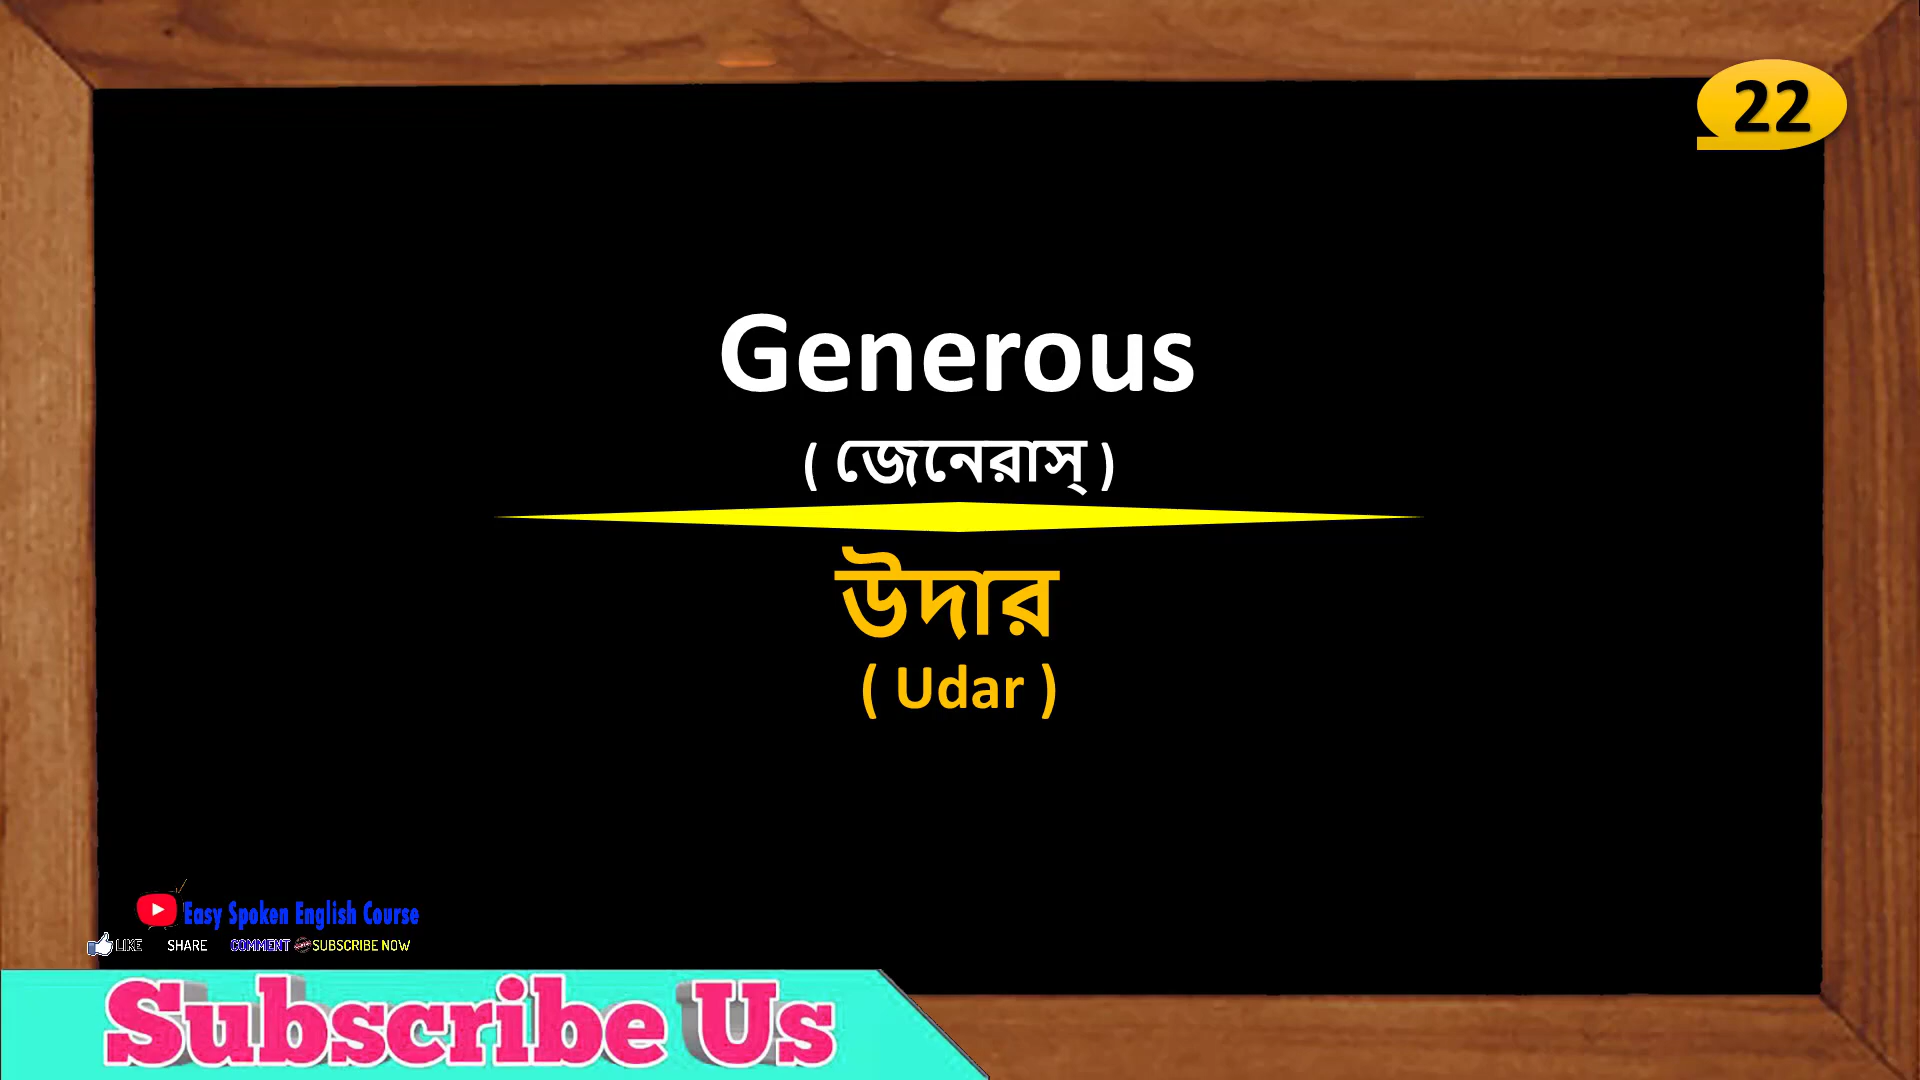 22
Generous
( জেনেরাস্ )
উদার
( Udar )
Easy Spoken English Course
LIKE SHARE COMMENT SUBSCRIBE NOW
Subscribe Us